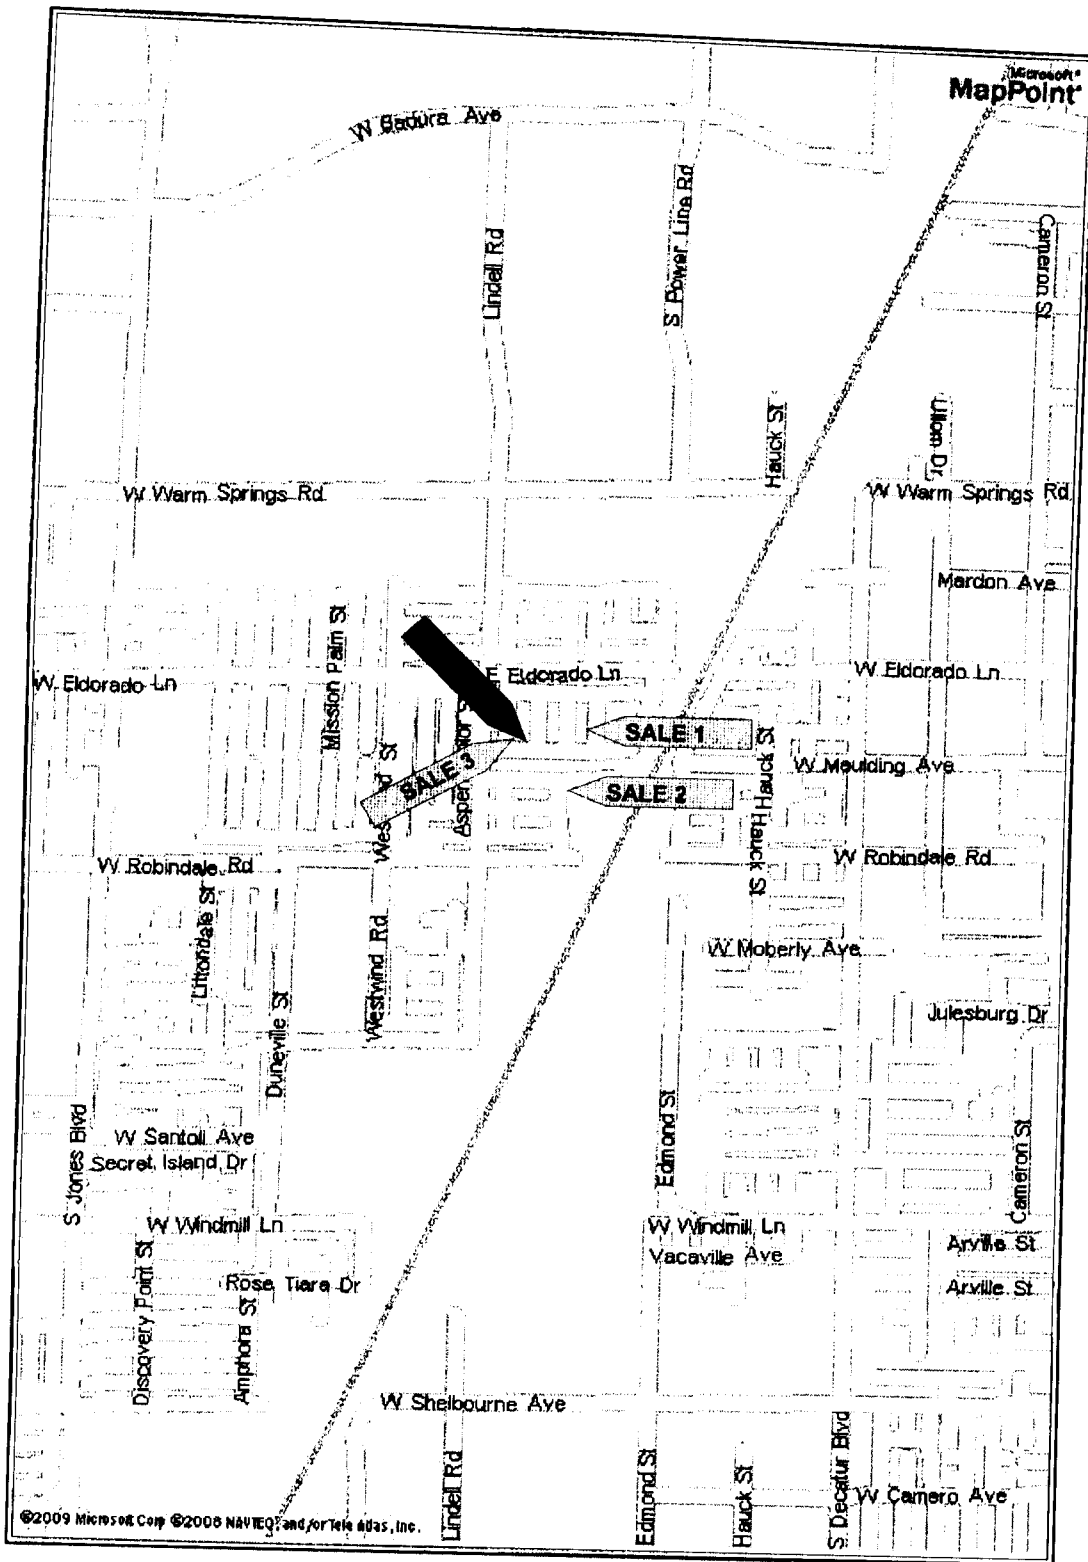 Microsoft®
MapPoint®
W Badura Ave
Lindell Rd
S Power Line Rd
Cameron St
Hauck St
Ullom Dr
W Warm Springs Rd
W Warm Springs Rd
Mardon Ave
Mission Palm St
W Eldorado Ln
E Eldorado Ln
W Eldorado Ln
SALE 1
SALE 3
SALE 2
Hauck St
W Moulding Ave
Hauck St
W Robindale Rd
W Robindale Rd
Littondale St
Westwind Rd
W Moberly Ave
Duneville St
Julesburg Dr
S Jones Blvd
W Santoli Ave
Secret Island Dr
Edmond St
Cameron St
W Windmill Ln
W Windmill Ln
Vacaville Ave
Arville St
Arville St
Discovery Point St
Rose Tiara Dr
Amphora St
W Shelbourne Ave
Lindell Rd
Edmond St
Hauck St
S Decatur Blvd
W Camero Ave
©2009 Microsoft Corp ©2008 NAVTEQ, and/or Tele Atlas, Inc.